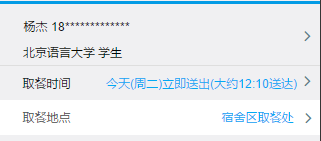 杨杰 18*************
北京语言大学 学生
取餐时间 今天(周二)立即送出(大约12:10送达)
取餐地点 宿舍区取餐处